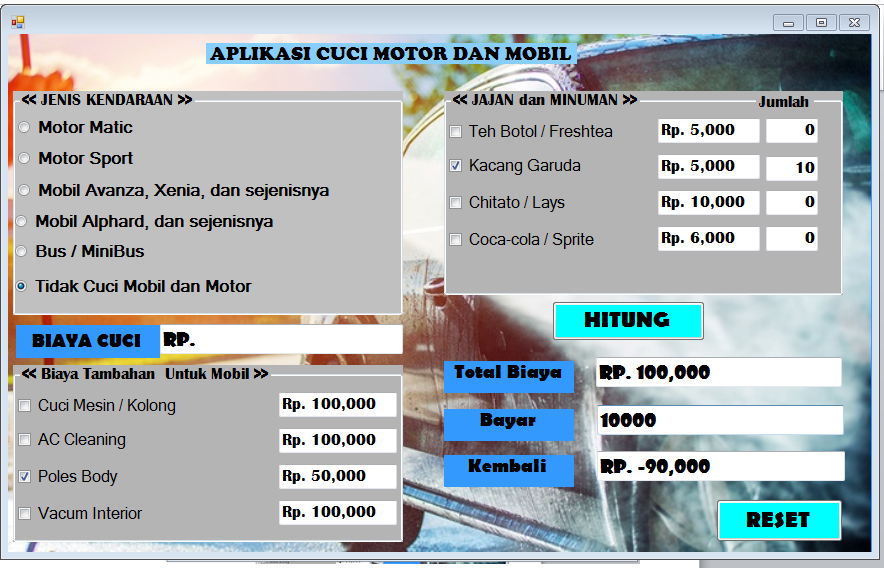 APLIKASI CUCI MOTOR DAN MOBIL
<< JENIS KENDARAAN >>
Motor Matic
Motor Sport
Mobil Avanza, Xenia, dan sejenisnya
Mobil Alphard, dan sejenisnya
Bus / MiniBus
Tidak Cuci Mobil dan Motor
BIAYA CUCI RP.
<< Biaya Tambahan Untuk Mobil >>
Cuci Mesin / Kolong Rp. 100,000
AC Cleaning Rp. 100,000
Poles Body Rp. 50,000
Vacum Interior Rp. 100,000
<< JAJAN dan MINUMAN >> Jumlah
Teh Botol / Freshtea Rp. 5,000 0
Kacang Garuda Rp. 5,000 10
Chitato / Lays Rp. 10,000 0
Coca-cola / Sprite Rp. 6,000 0
HITUNG
Total Biaya RP. 100,000
Bayar 10000
Kembali RP. -90,000
RESET